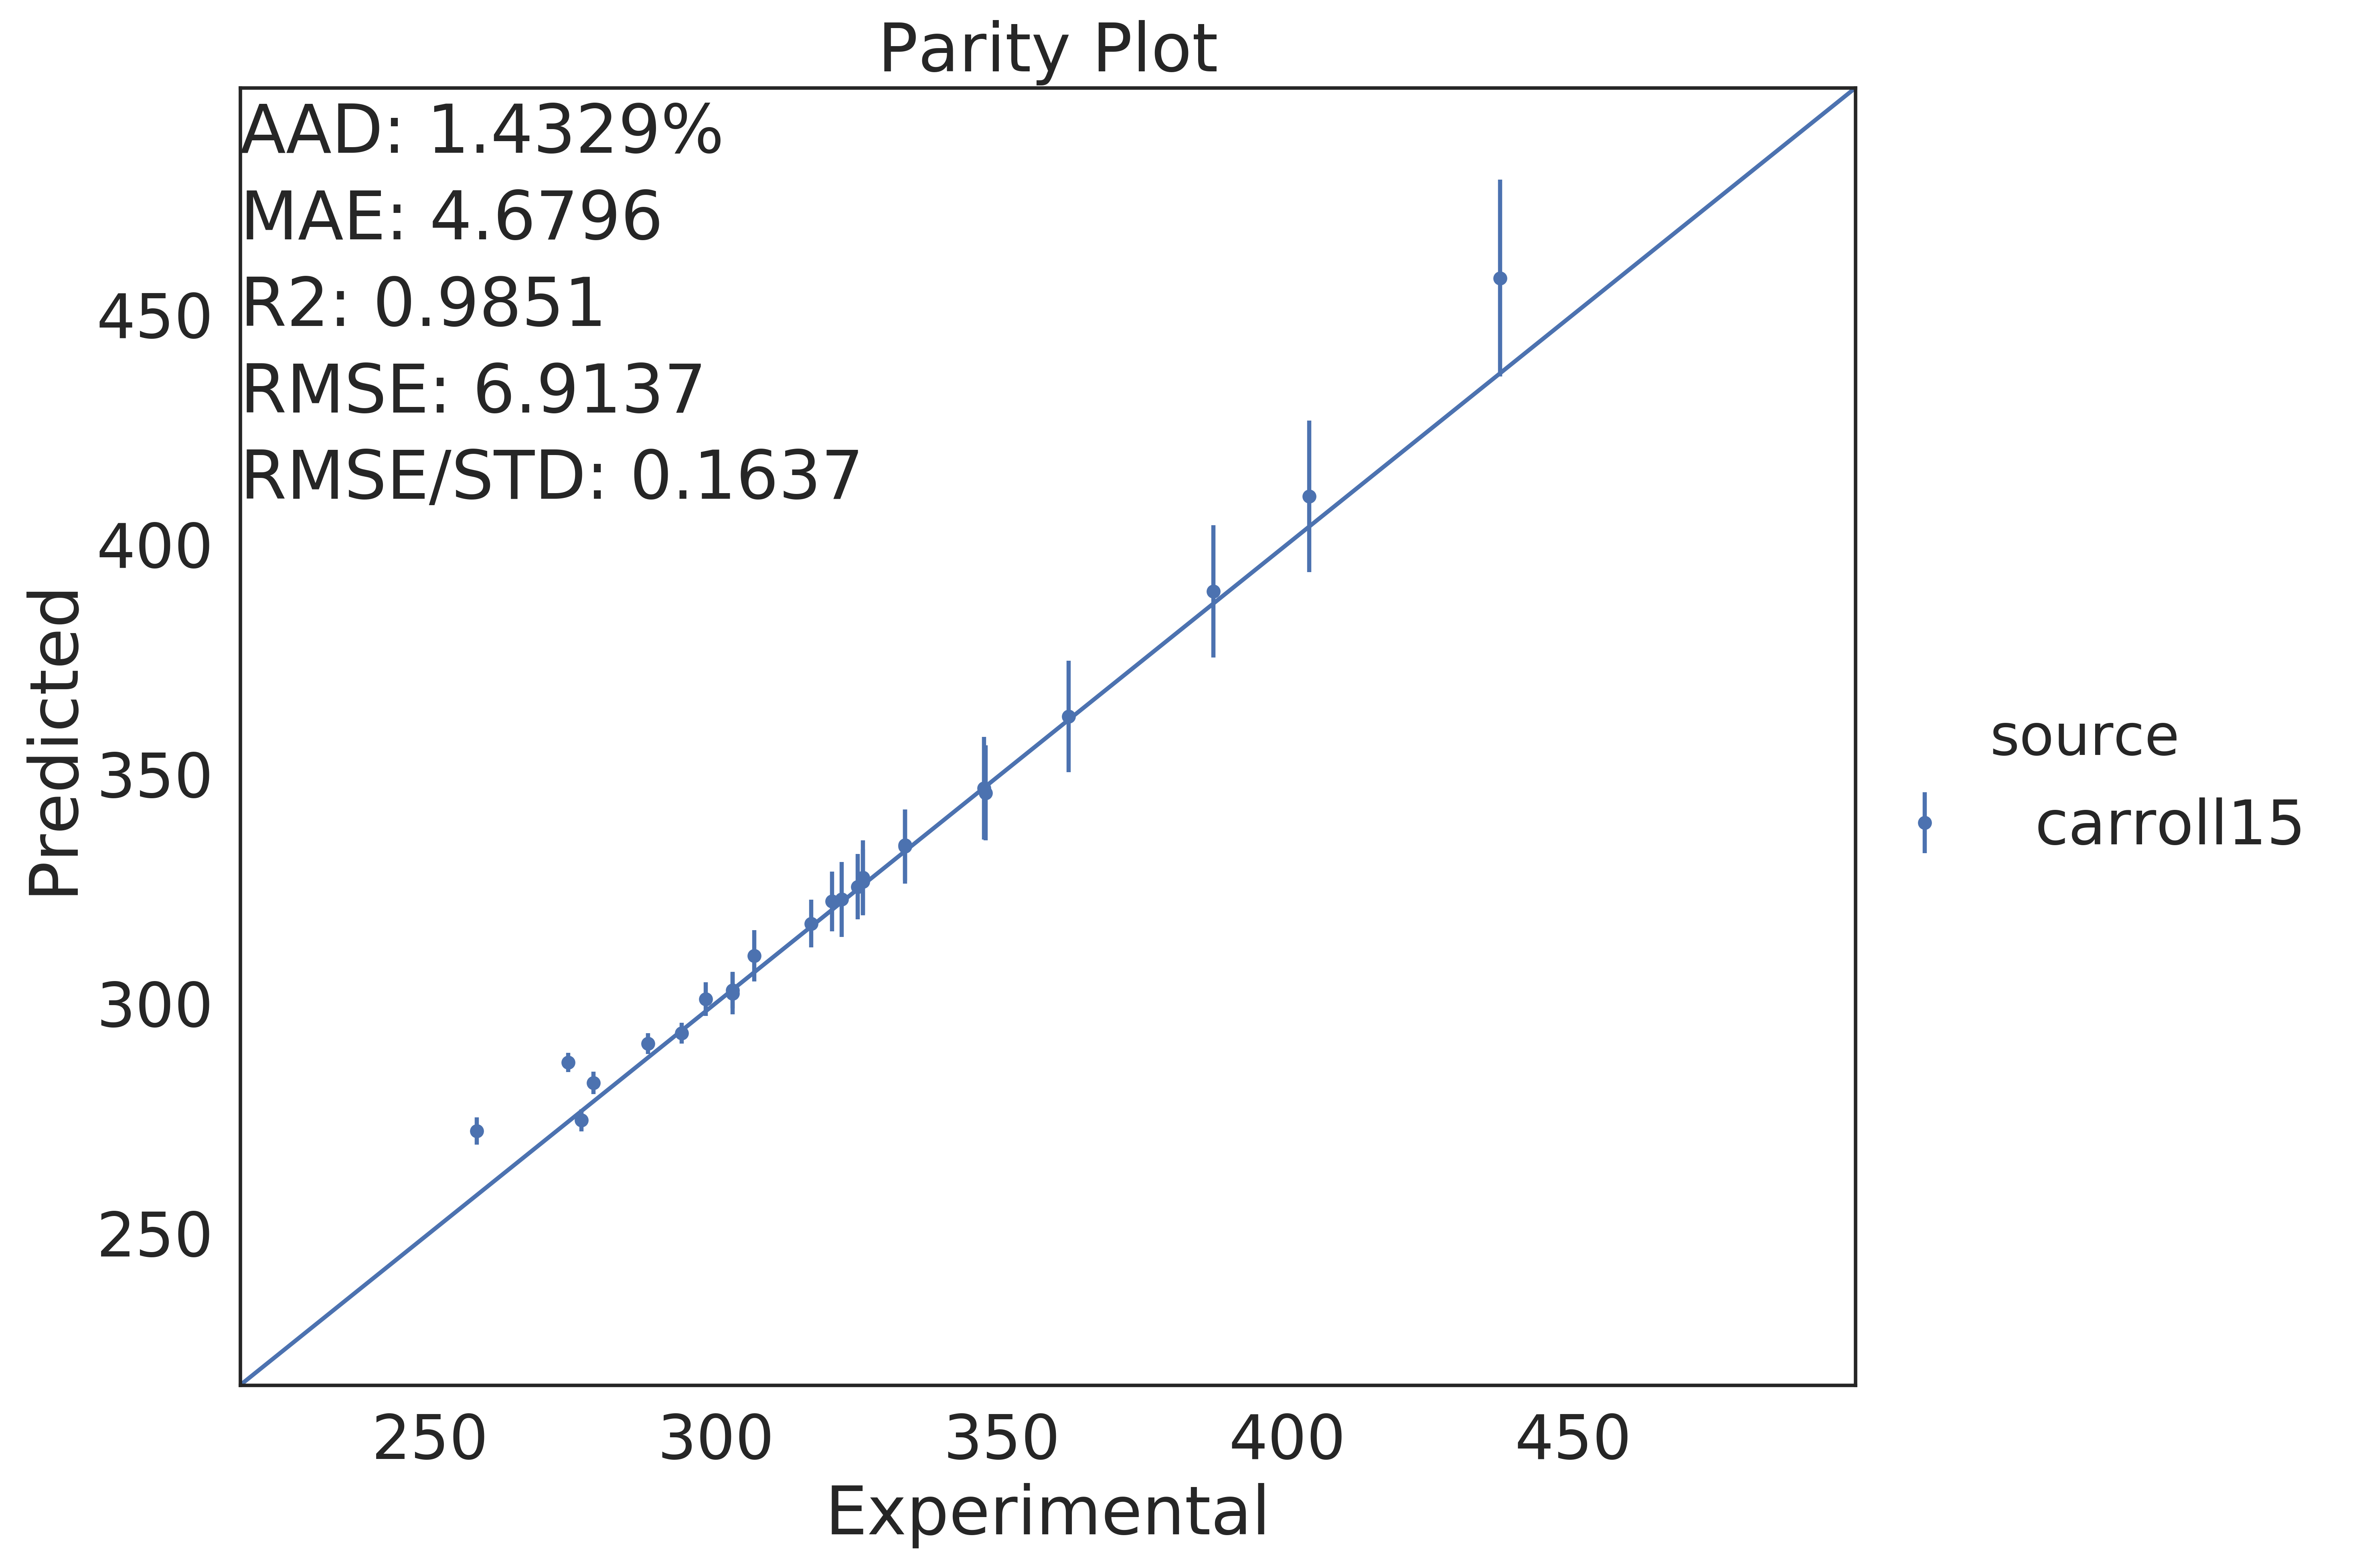 Parity Plot
AAD: 1.4329%
MAE: 4.6796
R2: 0.9851
RMSE: 6.9137
RMSE/STD: 0.1637
450
400
350
300
250
Predicted
250 300 350 400 450
Experimental
source
carroll15